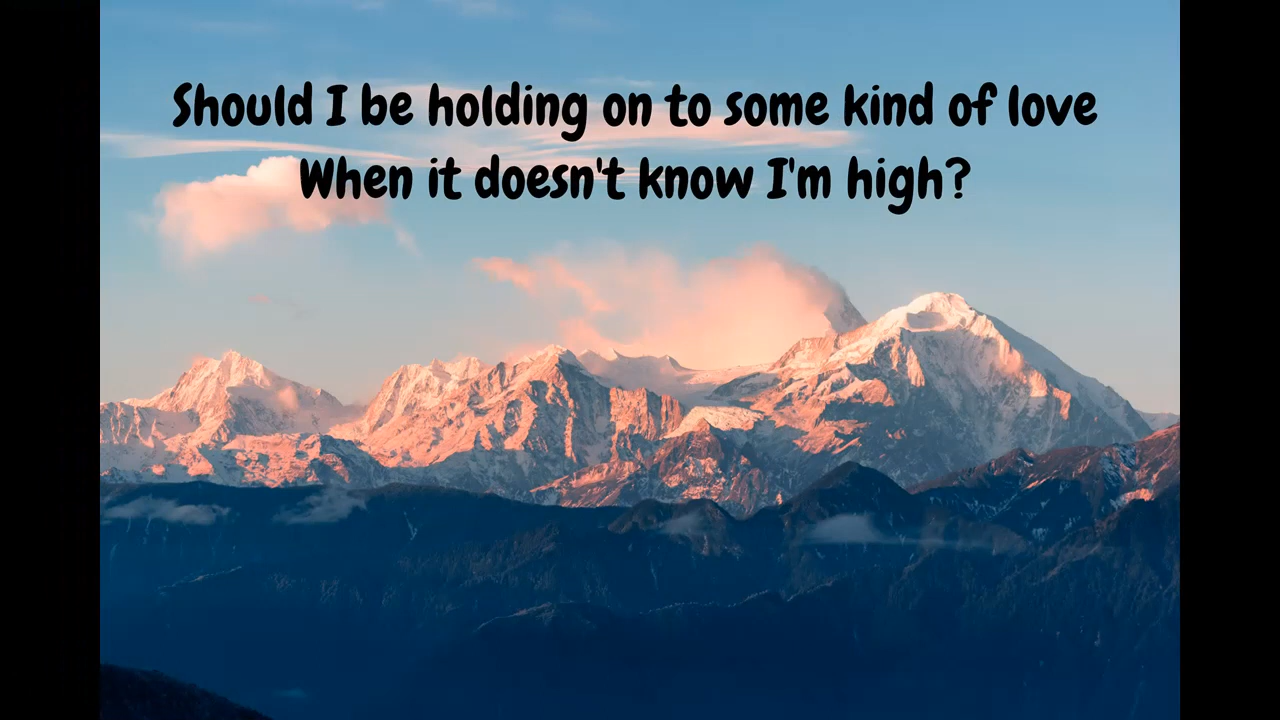 Should I be holding on to some kind of love
When it doesn't know I'm high?